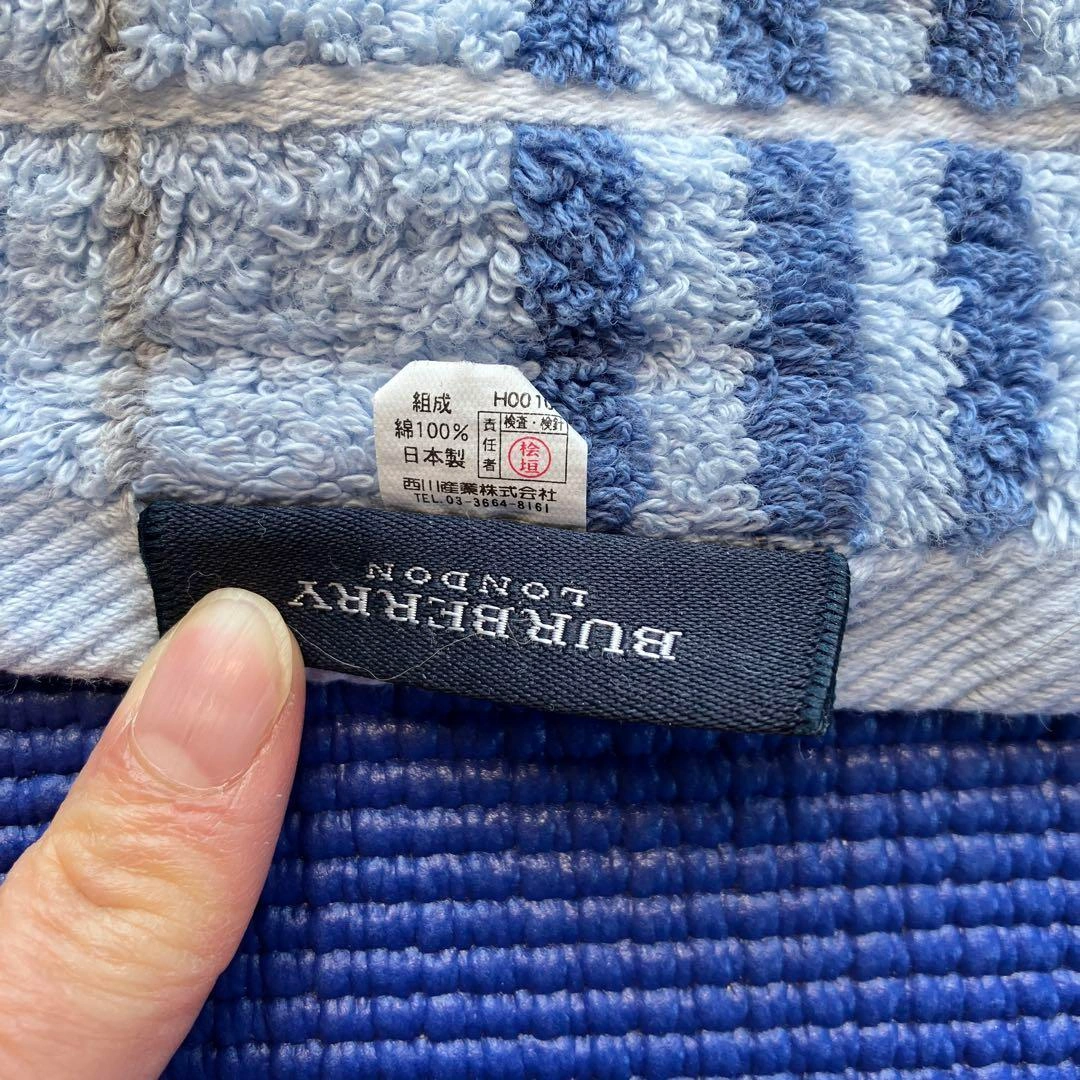 組成 H001
綿100%
日本製
責任者
検査・検針
桧垣
西川産業株式会社
TEL.03-3664-8161
BURBERRY
LONDON